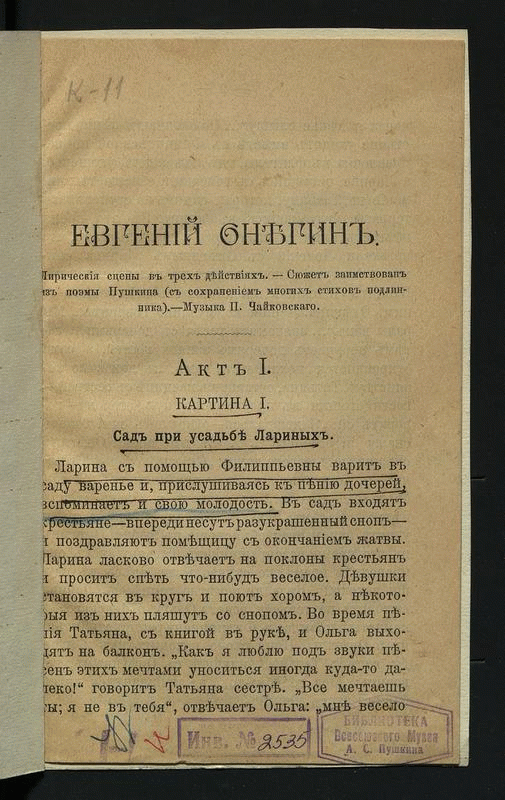 К-11
ЕВГЕНІЙ ОНѢГИНЪ.
Лирическія сцены въ трехъ дѣйствіяхъ. — Сюжетъ заимствованъ
изъ поэмы Пушкина (съ сохраненіемъ многихъ стиховъ подлин-
ника).—Музыка П. Чайковскаго.
Актъ I.
КАРТИНА I.
Садъ при усадьбѣ Лариныхъ.
Ларина съ помощью Филиппьевны варитъ въ
саду варенье и, прислушиваясь къ пѣнію дочерей,
вспоминаетъ и свою молодость. Въ садъ входятъ
крестьяне—впереди несутъ разукрашенный снопъ—
и поздравляютъ помѣщицу съ окончаніемъ жатвы.
Ларина ласково отвѣчаетъ на поклоны крестьянъ
и проситъ спѣть что-нибудь веселое. Дѣвушки
становятся въ кругъ и поютъ хоромъ, а нѣкото-
рыя изъ нихъ пляшутъ со снопомъ. Во время пѣ-
нія Татьяна, съ книгой въ рукѣ, и Ольга выхо-
дятъ на балконъ. „Какъ я люблю подъ звуки пѣ-
сенъ этихъ мечтами уноситься иногда куда-то да-
леко!“ говоритъ Татьяна сестрѣ. „Все мечтаешь
ты; я не въ тебя“, отвѣчаетъ Ольга: „мнѣ весело
Инв. № 2535
БИБЛИОТЕКА
Всесоюзного Музея
А. С. Пушкина